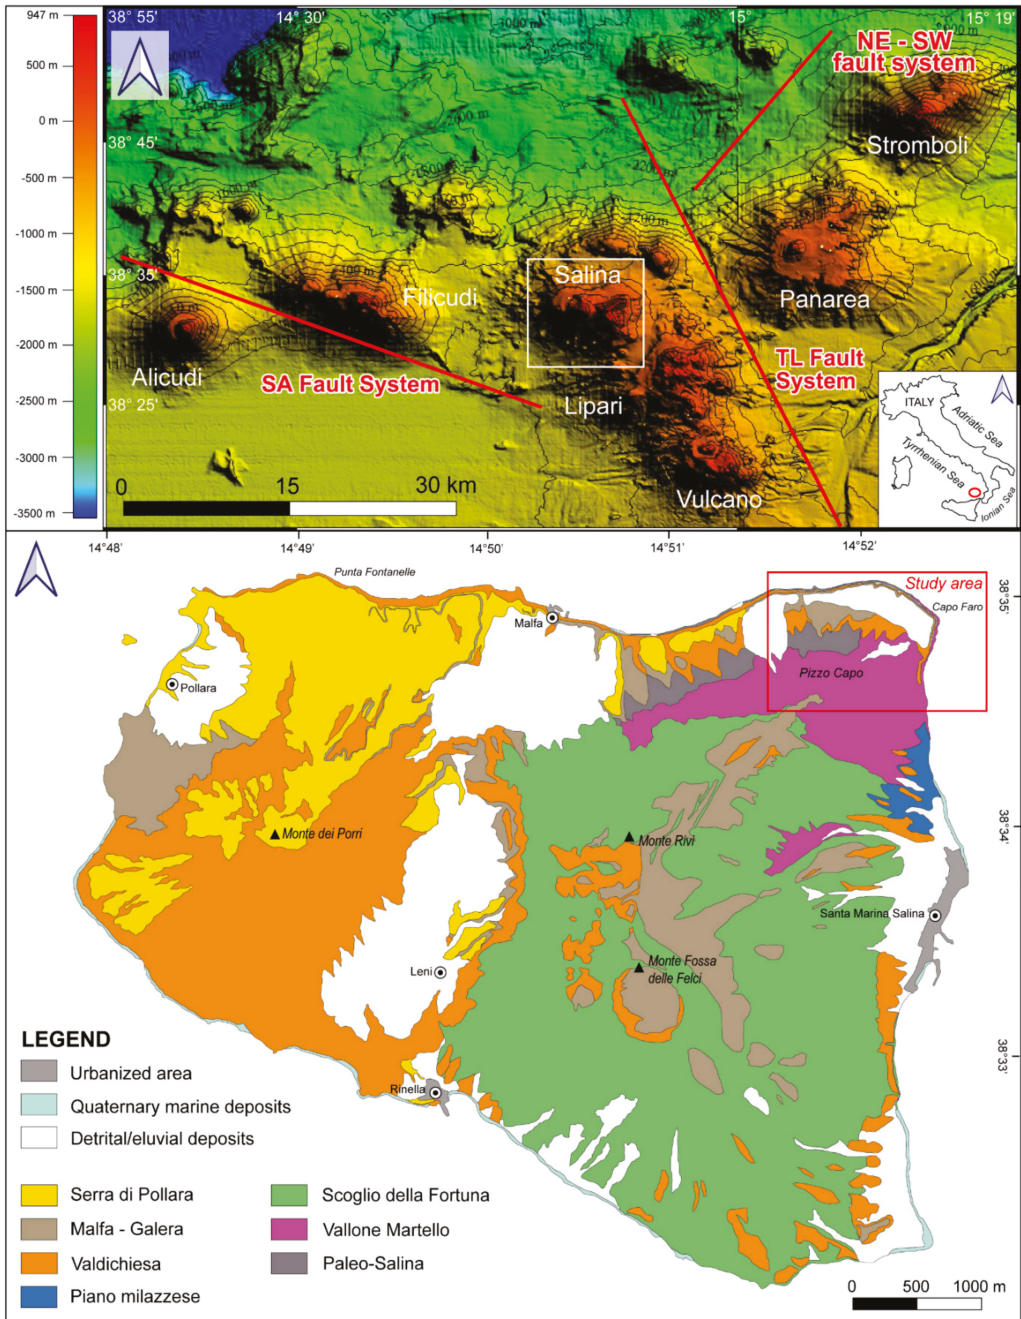 947 m
500 m
0 m
-500 m
-1000 m
-1500 m
-2000 m
-2500 m
-3000 m
-3500 m
38° 55'
14° 30'
15°
15° 19'
38° 45'
38° 35'
38° 25'
NE - SW
fault system
Stromboli
Salina
Filicudi
Panarea
Alicudi
SA Fault System
TL Fault
System
Lipari
Vulcano
0
15
30 km
ITALY
Adriatic Sea
Tyrrhenian Sea
Ionian Sea
14°48'
14°49'
14°50'
14°51'
14°52'
38°35'
38°34'
38°33'
Punta Fontanelle
Study area
Capo Faro
Malfa
Pizzo Capo
Pollara
Monte dei Porri
Monte Rivi
Santa Marina Salina
Monte Fossa
delle Felci
Leni
Rinella
LEGEND
Urbanized area
Quaternary marine deposits
Detrital/eluvial deposits
Serra di Pollara
Malfa - Galera
Valdichiesa
Piano milazzese
Scoglio della Fortuna
Vallone Martello
Paleo-Salina
0
500
1000 m